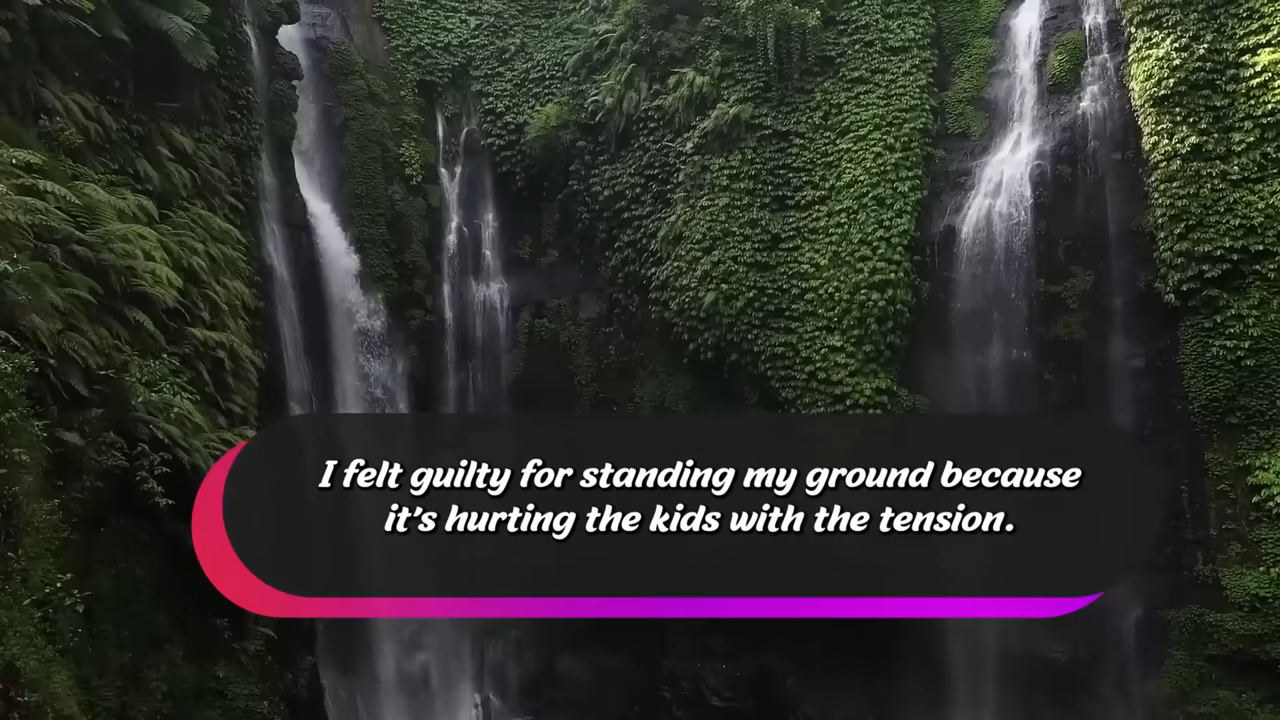 I felt guilty for standing my ground because
it's hurting the kids with the tension.